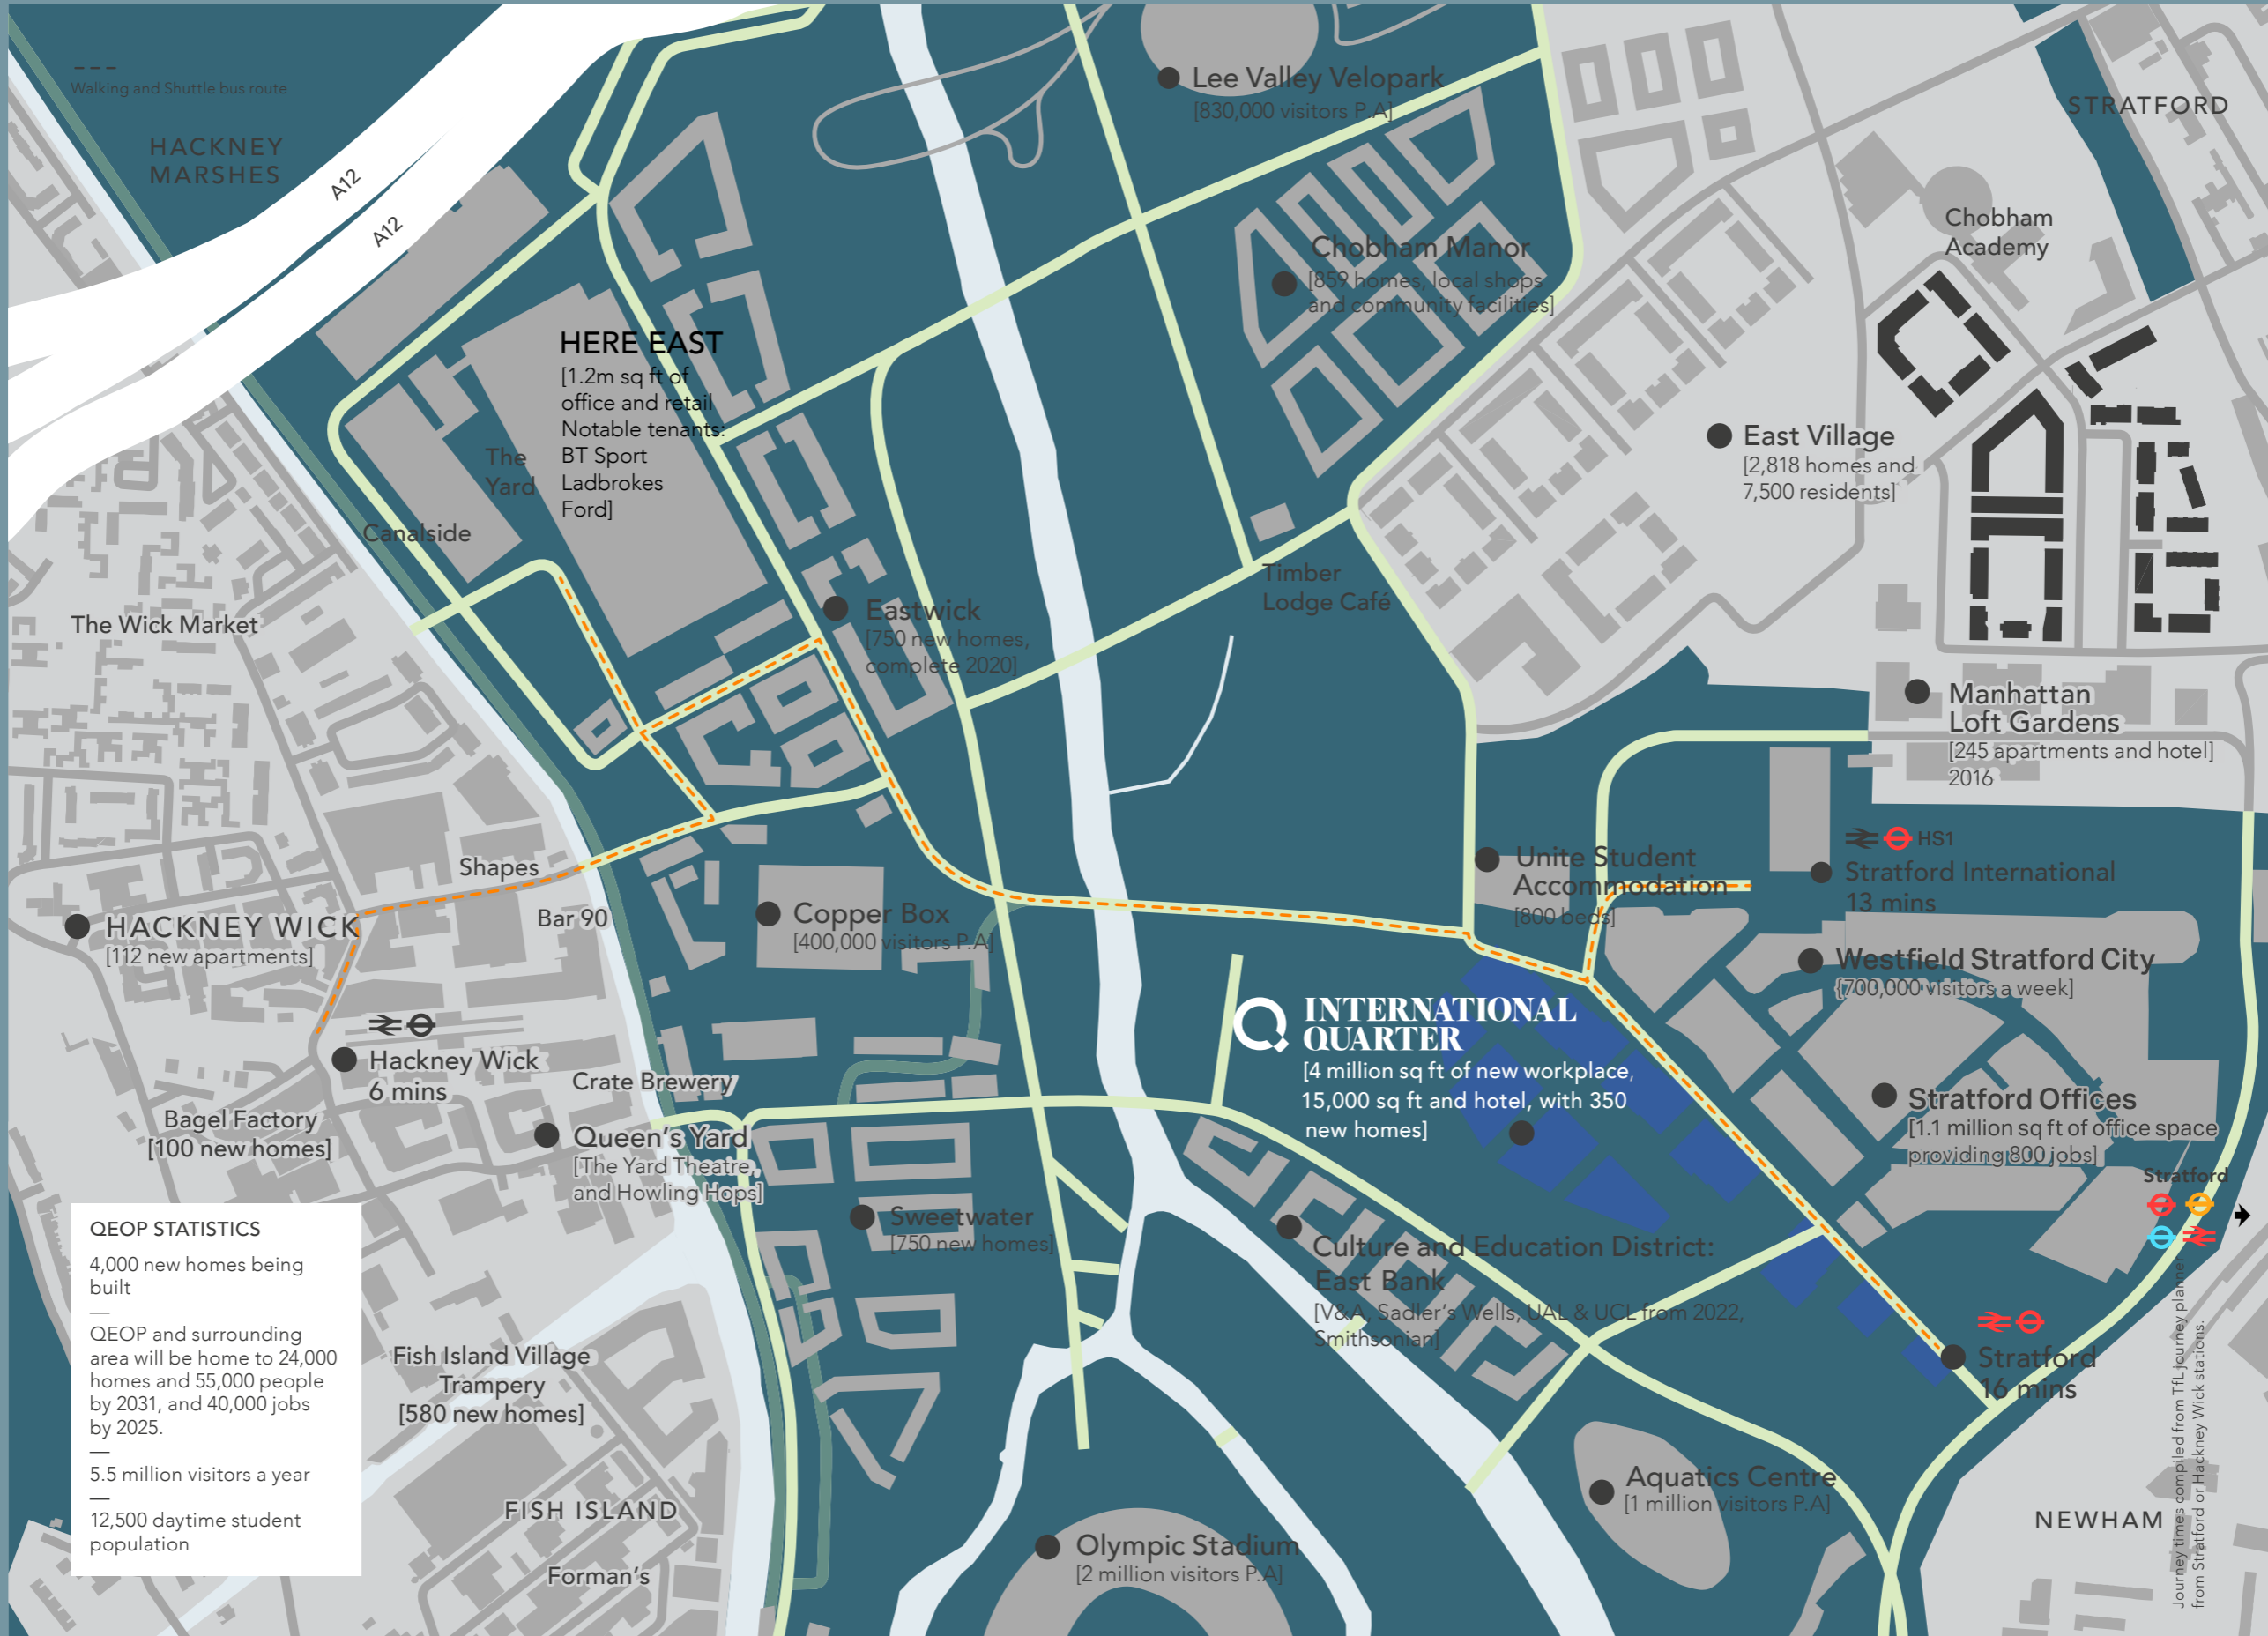 Walking and Shuttle bus route
HACKNEY
MARSHES
A12
A12
Lee Valley Velopark
[830,000 visitors P.A]
STRATFORD
Chobham
Academy
Chobham Manor
[859 homes, local shops
and community facilities]
HERE EAST
[1.2m sq ft of
office and retail
Notable tenants:
BT Sport
Ladbrokes
Ford]
The
Yard
Canalside
East Village
[2,818 homes and
7,500 residents]
Timber
Lodge Café
Eastwick
[750 new homes,
complete 2020]
The Wick Market
Manhattan
Loft Gardens
[245 apartments and hotel]
2016
HS1
Stratford International
13 mins
Unite Student
Accommodation
[800 beds]
Shapes
Bar 90
HACKNEY WICK
[112 new apartments]
Copper Box
[400,000 visitors P.A]
Westfield Stratford City
{700,000 visitors a week]
INTERNATIONAL
QUARTER
[4 million sq ft of new workplace,
15,000 sq ft and hotel, with 350
new homes]
Hackney Wick
6 mins
Crate Brewery
Bagel Factory
[100 new homes]
Queen's Yard
[The Yard Theatre,
and Howling Hops]
Stratford Offices
[1.1 million sq ft of office space
providing 800 jobs]
Stratford
Sweetwater
[750 new homes]
Culture and Education District:
East Bank
[V&A, Sadler's Wells, UAL & UCL from 2022,
Smithsonian]
QEOP STATISTICS
4,000 new homes being
built
—
QEOP and surrounding
area will be home to 24,000
homes and 55,000 people
by 2031, and 40,000 jobs
by 2025.
—
5.5 million visitors a year
—
12,500 daytime student
population
Fish Island Village
Trampery
[580 new homes]
Stratford
16 mins
FISH ISLAND
Forman's
Olympic Stadium
[2 million visitors P.A]
Aquatics Centre
[1 million visitors P.A]
NEWHAM
Journey times compiled from TfL journey planner
from Stratford or Hackney Wick stations.